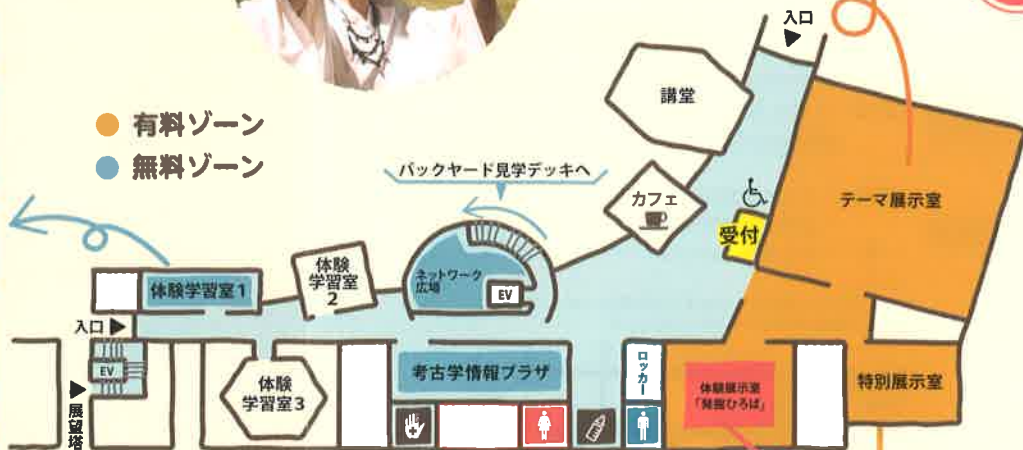 入口
講堂
有料ゾーン
無料ゾーン
バックヤード見学デッキへ
カフェ
テーマ展示室
受付
体験
学習室
2
ネットワーク
広場
EV
体験学習室1
入口
EV
展望塔
体験
学習室3
考古学情報プラザ
ロッカー
体験展示室
「発掘ひろば」
特別展示室